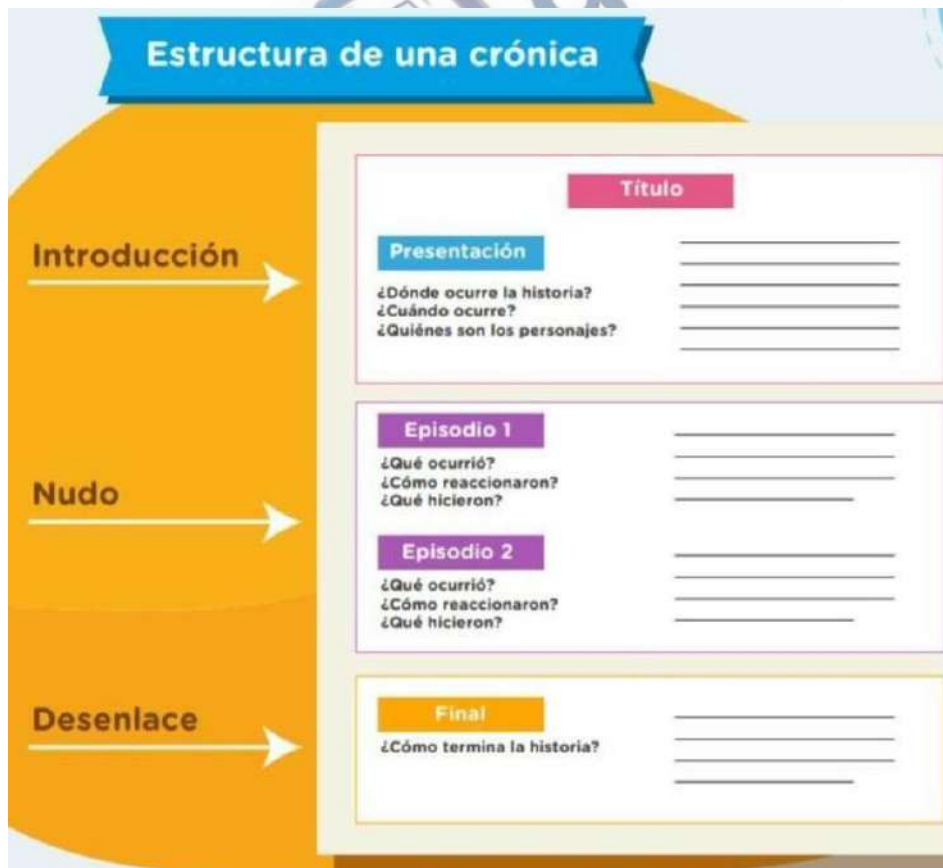 Estructura de una crónica
Título
Introducción
Presentación
¿Dónde ocurre la historia?
¿Cuándo ocurre?
¿Quiénes son los personajes?
Nudo
Episodio 1
¿Qué ocurrió?
¿Cómo reaccionaron?
¿Qué hicieron?
Episodio 2
¿Qué ocurrió?
¿Cómo reaccionaron?
¿Qué hicieron?
Desenlace
Final
¿Cómo termina la historia?